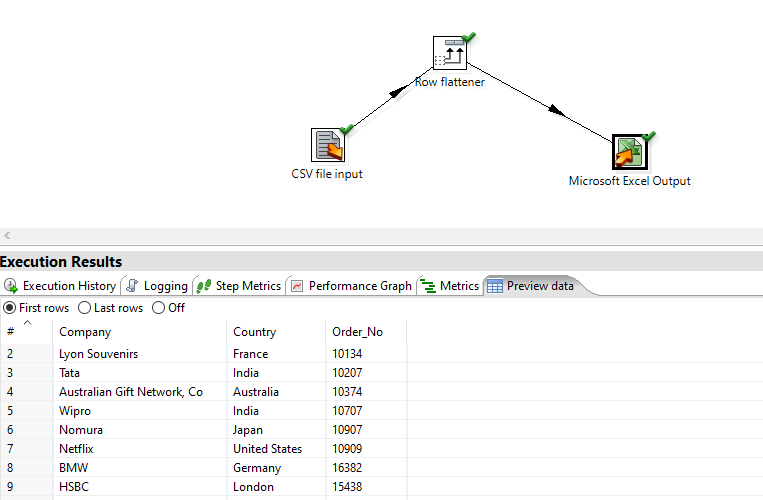 Row flattener
CSV file input
Microsoft Excel Output
Execution Results
Execution History Logging Step Metrics Performance Graph Metrics Preview data
First rows Last rows Off
# Company Country Order_No
2 Lyon Souvenirs France 10134
3 Tata India 10207
4 Australian Gift Network, Co Australia 10374
5 Wipro India 10707
6 Nomura Japan 10907
7 Netflix United States 10909
8 BMW Germany 16382
9 HSBC London 15438